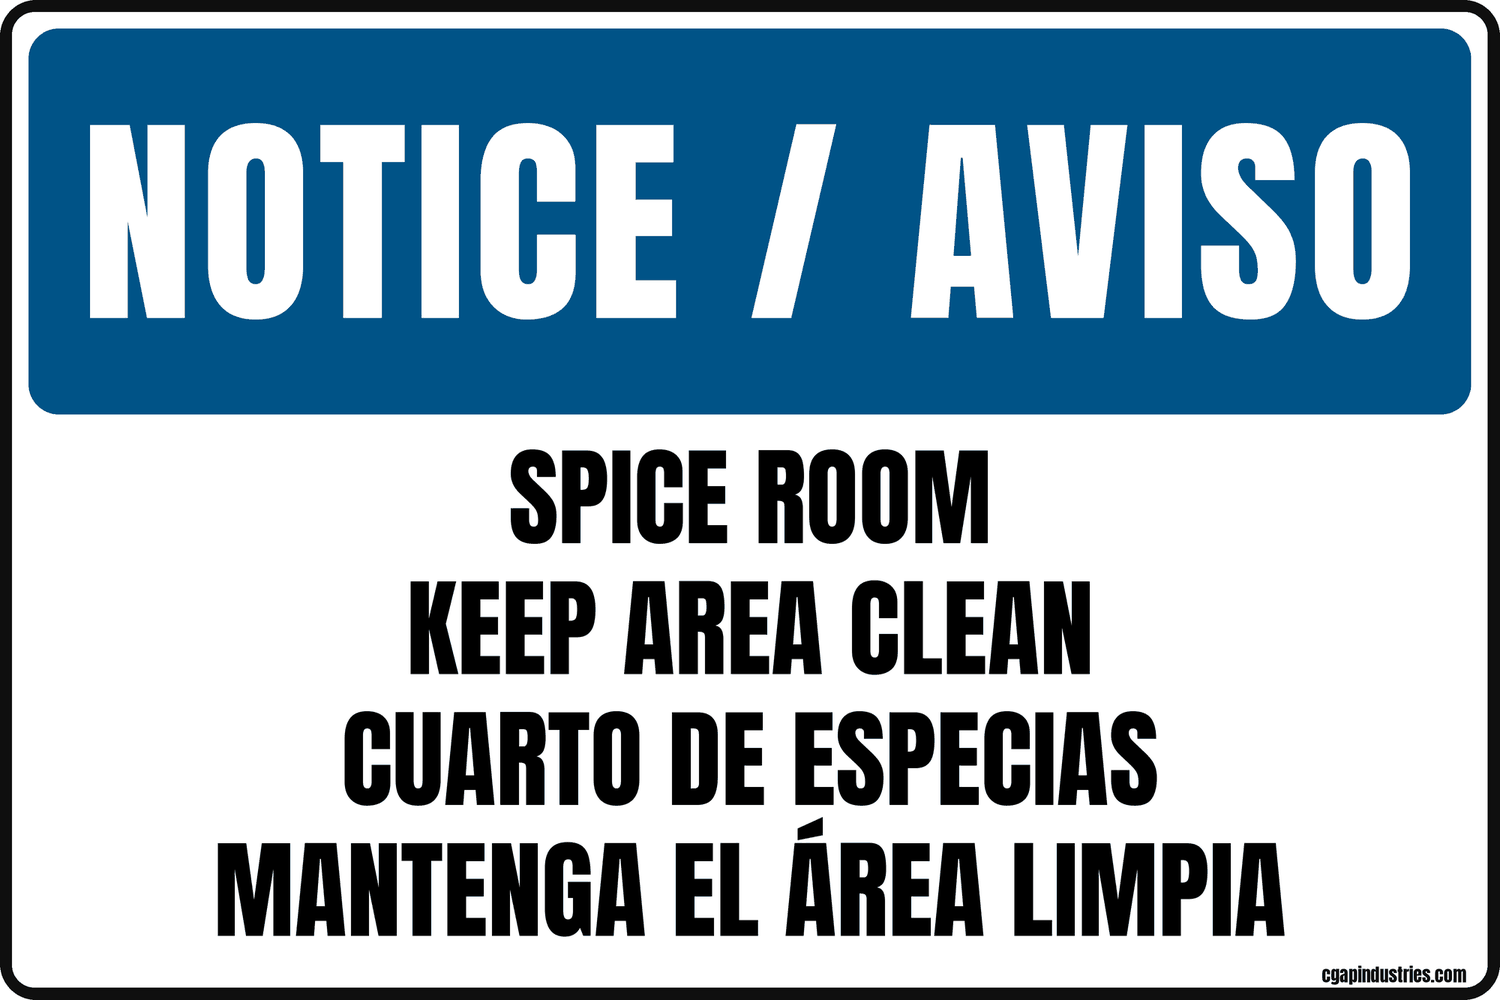 NOTICE / AVISO
SPICE ROOM
KEEP AREA CLEAN
CUARTO DE ESPECIAS
MANTENGA EL ÁREA LIMPIA
cgapindustries.com